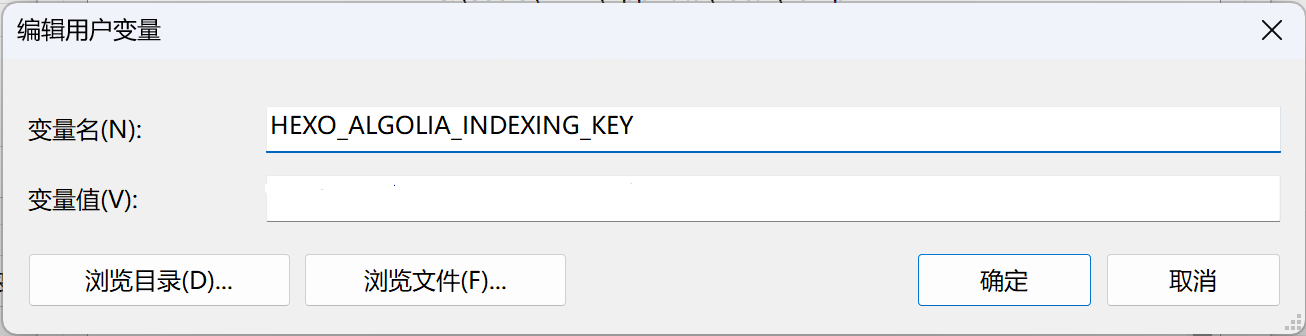 编辑用户变量
变量名(N):
HEXO_ALGOLIA_INDEXING_KEY
变量值(V):
浏览目录(D)...
浏览文件(F)...
确定
取消